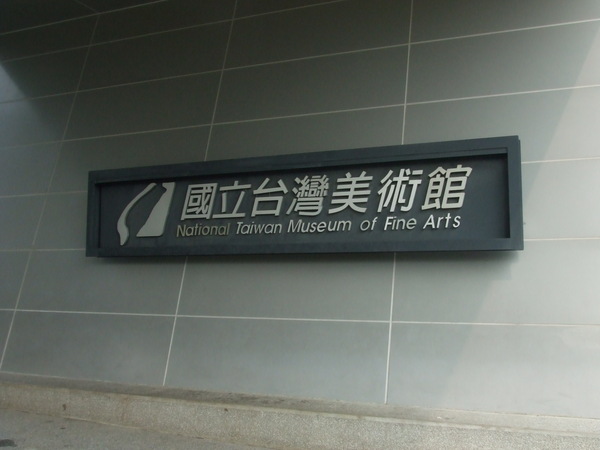 國立台灣美術館
National Taiwan Museum of Fine Arts